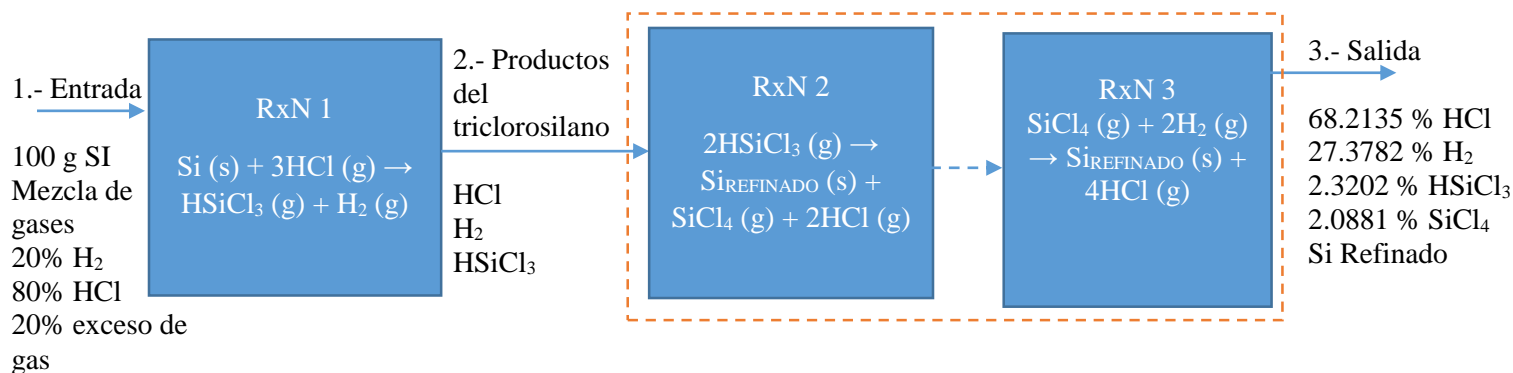 1.- Entrada
100 g SI
Mezcla de
gases
20% H₂
80% HCl
20% exceso de
gas
RxN 1
Si (s) + 3HCl (g) →
HSiCl₃ (g) + H₂ (g)
2.- Productos
del
triclorosilano
HCl
H₂
HSiCl₃
RxN 2
2HSiCl₃ (g) →
Si_REFINADO (s) +
SiCl₄ (g) + 2HCl (g)
RxN 3
SiCl₄ (g) + 2H₂ (g)
→ Si_REFINADO (s) +
4HCl (g)
3.- Salida
68.2135 % HCl
27.3782 % H₂
2.3202 % HSiCl₃
2.0881 % SiCl₄
Si Refinado